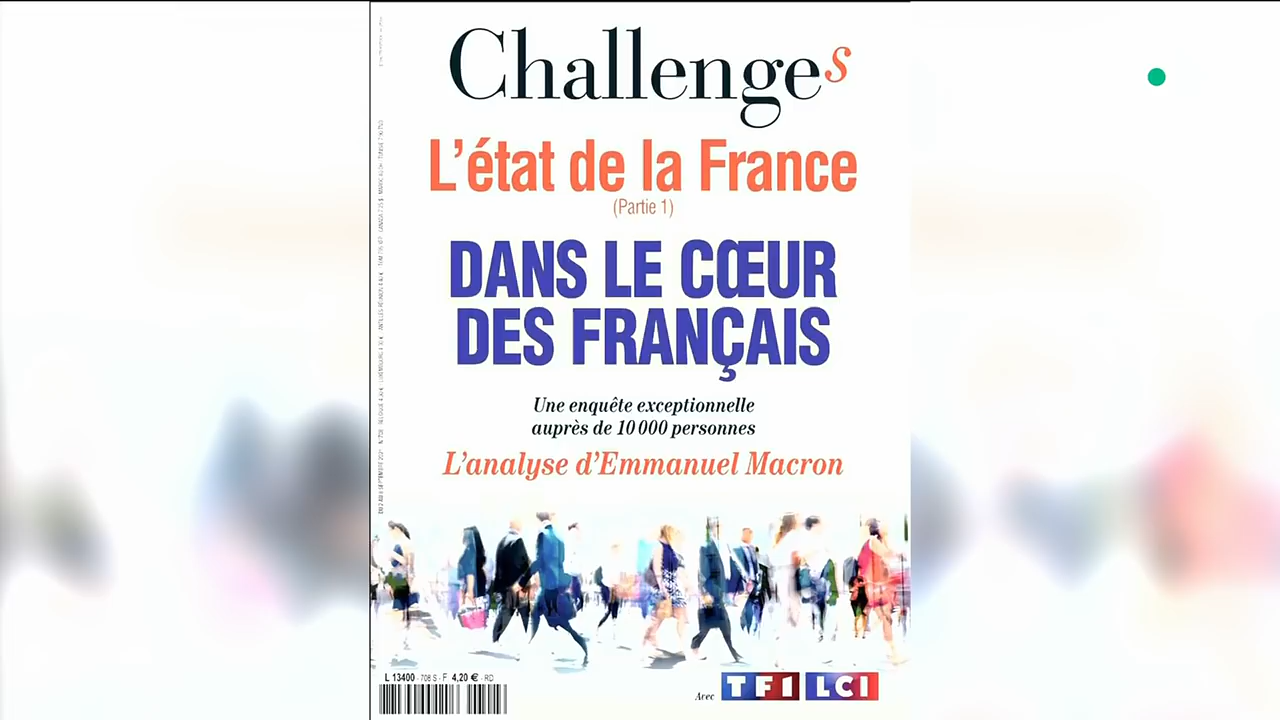 Challenges
L'état de la France
(Partie 1)
DANS LE CŒUR
DES FRANÇAIS
Une enquête exceptionnelle
auprès de 10 000 personnes
L'analyse d'Emmanuel Macron
L 13400 - 708 S - F 4,20 € - RD
Avec TF1 LCI